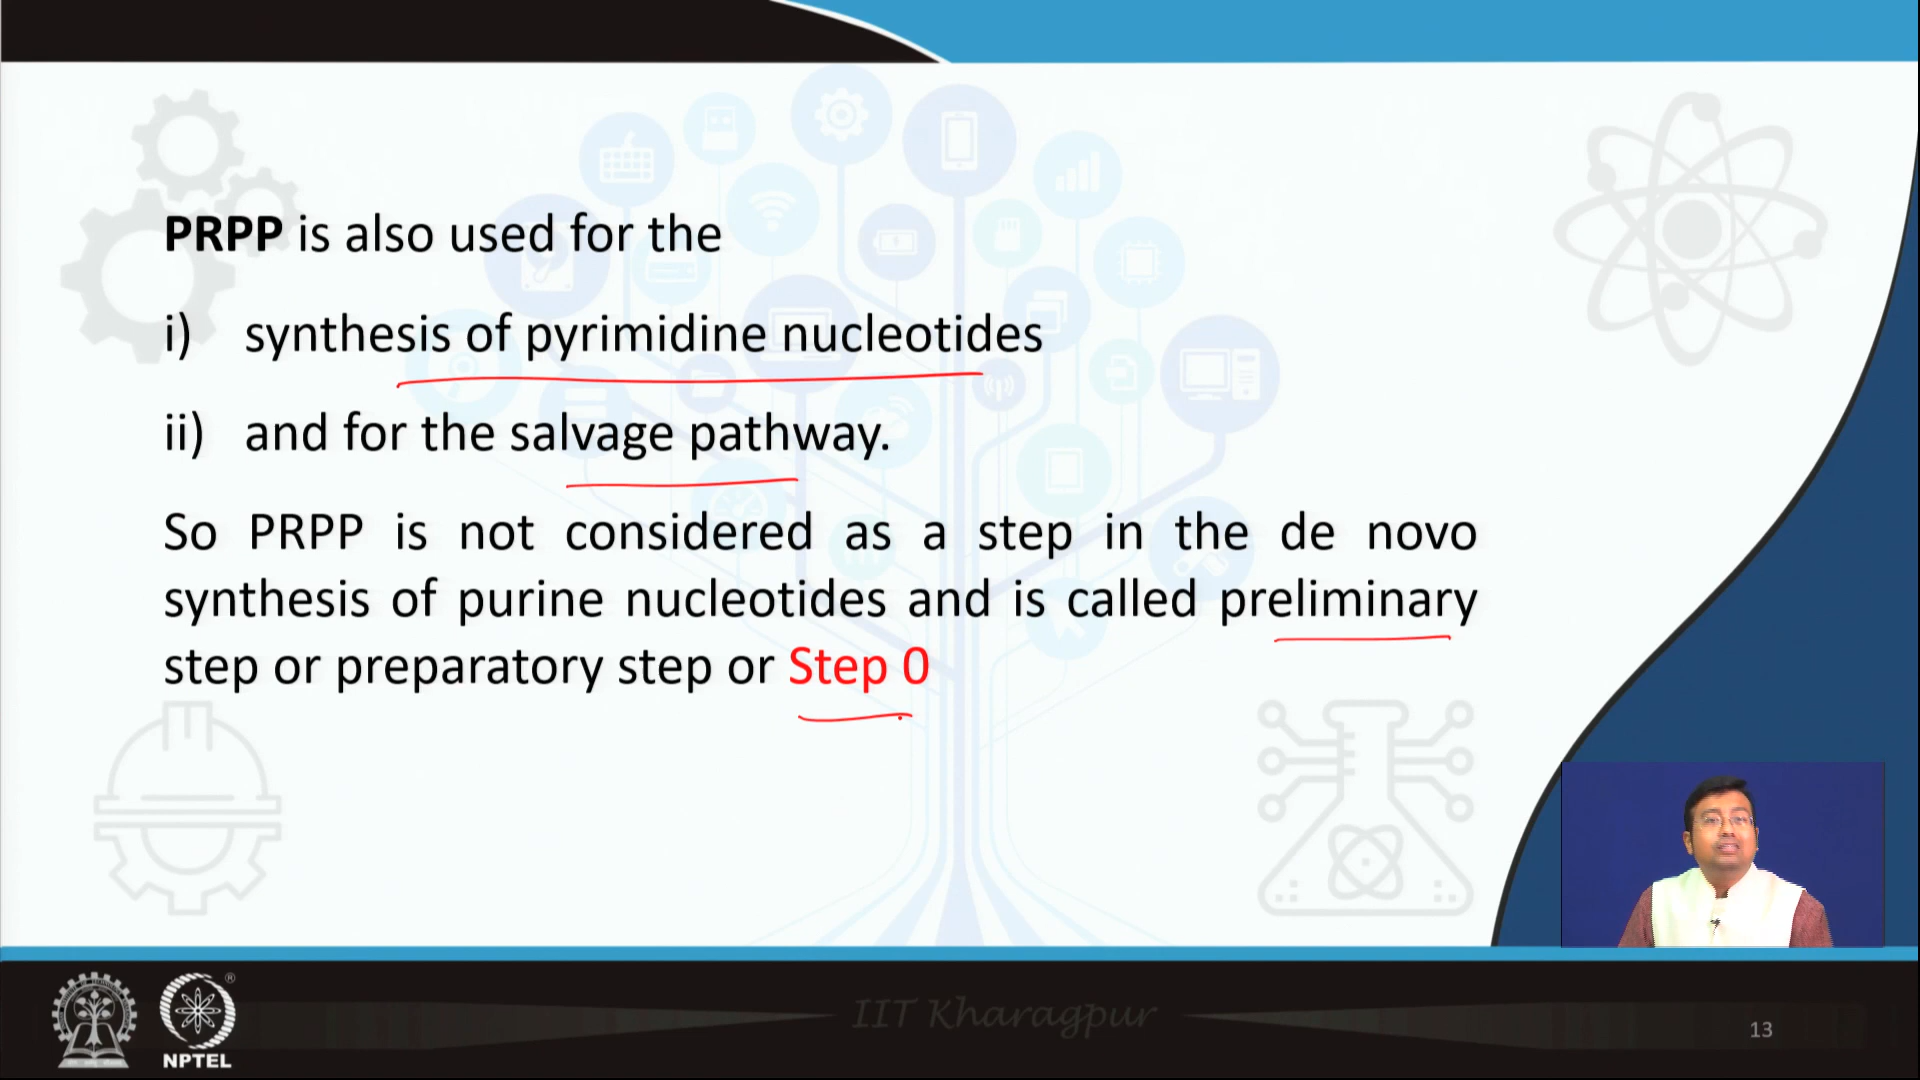 PRPP is also used for the
i) synthesis of pyrimidine nucleotides
ii) and for the salvage pathway.
So PRPP is not considered as a step in the de novo
synthesis of purine nucleotides and is called preliminary
step or preparatory step or Step 0
IIT Kharagpur
NPTEL
®
13